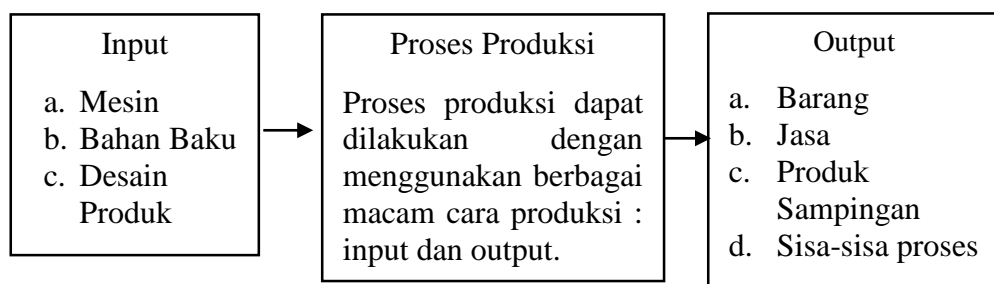 Input
a. Mesin
b. Bahan Baku
c. Desain
Produk
Proses Produksi
Proses produksi dapat
dilakukan dengan
menggunakan berbagai
macam cara produksi :
input dan output.
Output
a. Barang
b. Jasa
c. Produk
Sampingan
d. Sisa-sisa proses